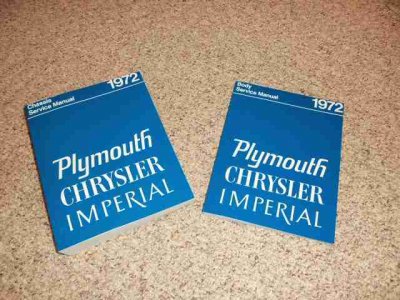 Chassis
Service Manual
1972
Plymouth
CHRYSLER
IMPERIAL
Body
Service Manual
1972
Plymouth
CHRYSLER
IMPERIAL